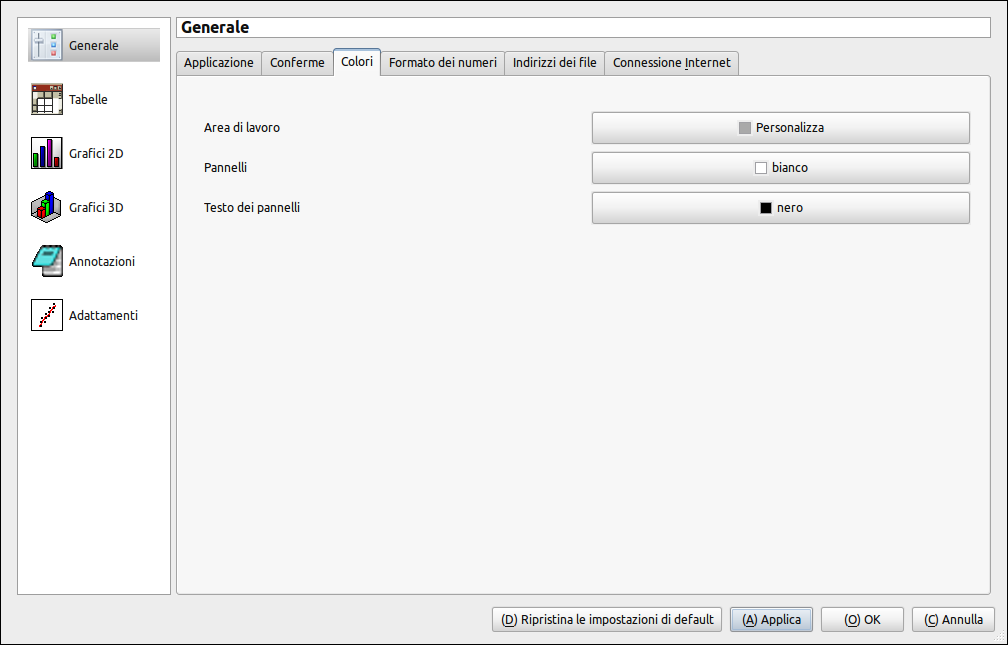 Generale
Generale
Tabelle
Grafici 2D
Grafici 3D
Annotazioni
Adattamenti
Applicazione Conferme Colori Formato dei numeri Indirizzi dei file Connessione Internet
Area di lavoro Personalizza
Pannelli bianco
Testo dei pannelli nero
(D) Ripristina le impostazioni di default (A) Applica (O) OK (C) Annulla